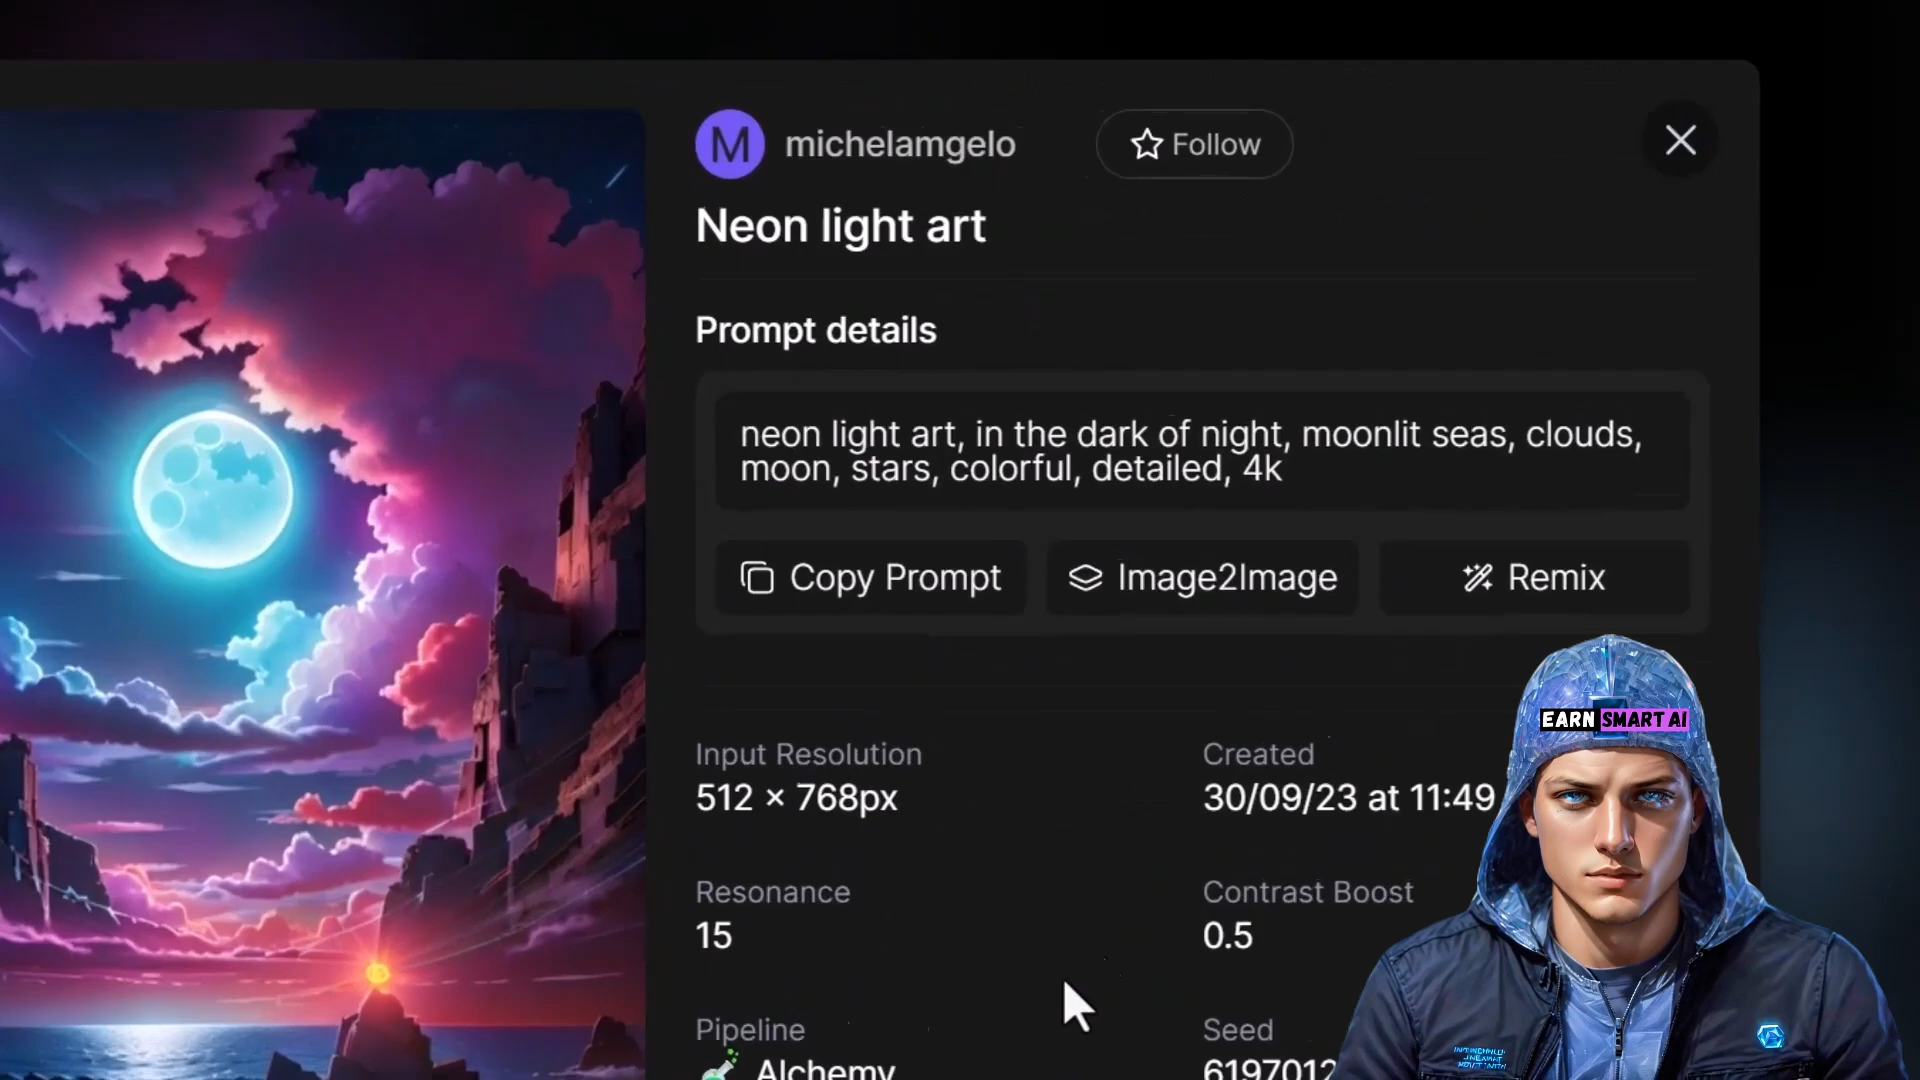 M michelamgelo
Follow
Neon light art
Prompt details
neon light art, in the dark of night, moonlit seas, clouds,
moon, stars, colorful, detailed, 4k
Copy Prompt
Image2Image
Remix
Input Resolution
512 × 768px
Created
30/09/23 at 11:49
Resonance
15
Contrast Boost
0.5
Pipeline
Alchemy
Seed
6197012
EARN SMART AI